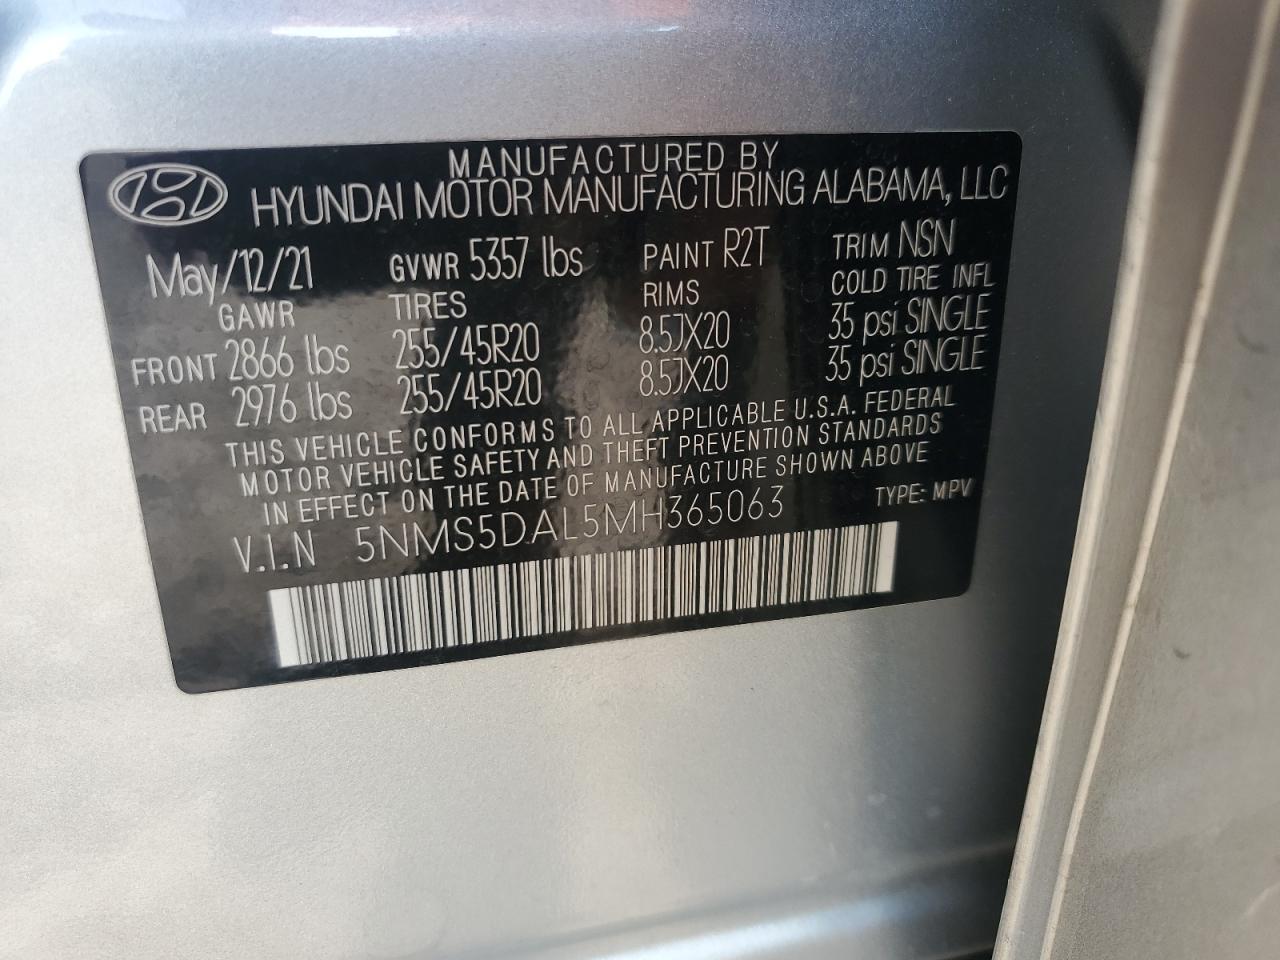 MANUFACTURED BY
HYUNDAI MOTOR MANUFACTURING ALABAMA, LLC
May/12/21 GVWR 5357 lbs PAINT R2T TRIM NSN
GAWR TIRES RIMS COLD TIRE INFL
FRONT 2866 lbs 255/45R20 8.5JX20 35 psi SINGLE
REAR 2976 lbs 255/45R20 8.5JX20 35 psi SINGLE
THIS VEHICLE CONFORMS TO ALL APPLICABLE U.S.A. FEDERAL
MOTOR VEHICLE SAFETY AND THEFT PREVENTION STANDARDS
IN EFFECT ON THE DATE OF MANUFACTURE SHOWN ABOVE
V.I.N 5NMS5DAL5MH365063 TYPE: MPV